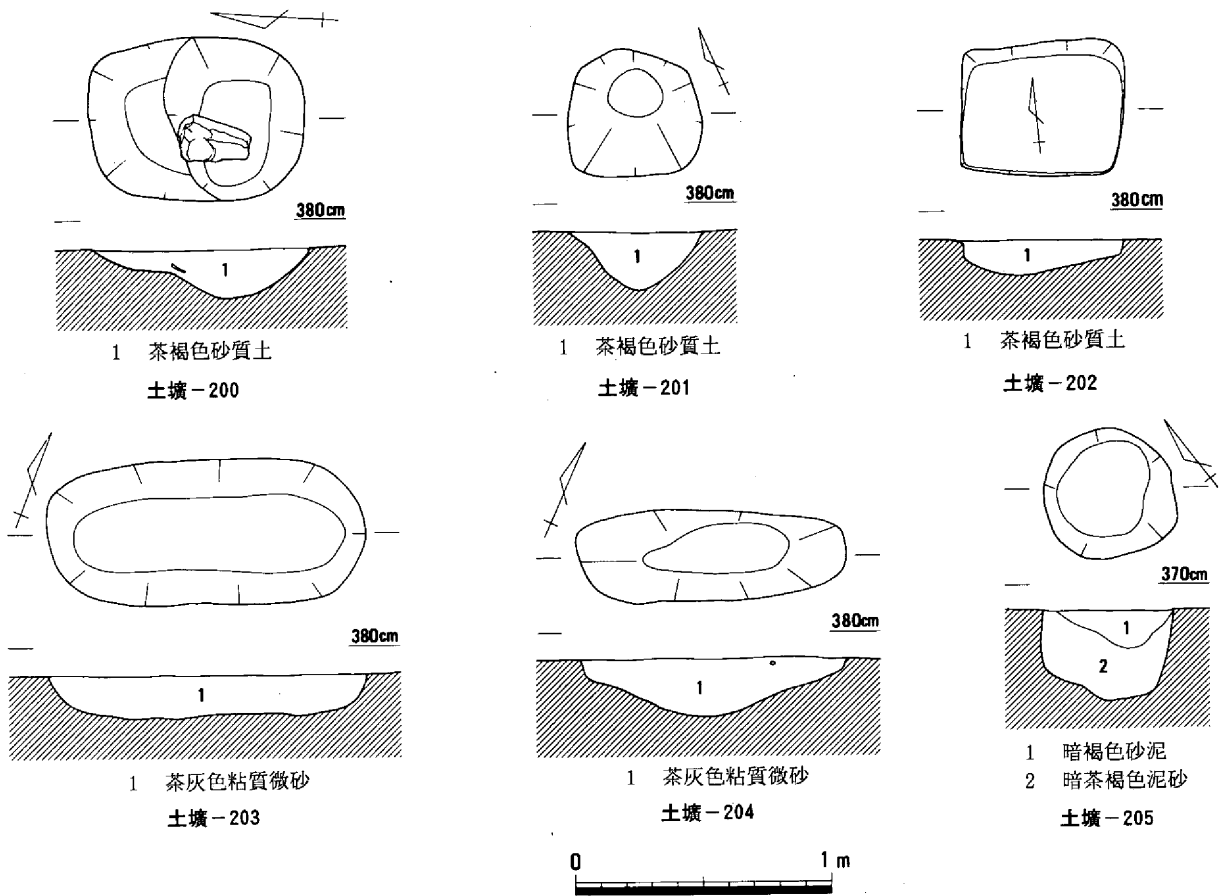 380cm
1
1 茶褐色砂質土
土壙－200
380cm
1
1 茶褐色砂質土
土壙－201
380cm
1
1 茶褐色砂質土
土壙－202
380cm
1
1 茶灰色粘質微砂
土壙－203
380cm
1
1 茶灰色粘質微砂
土壙－204
370cm
1
2
1 暗褐色砂泥
2 暗茶褐色泥砂
土壙－205
0 1 m